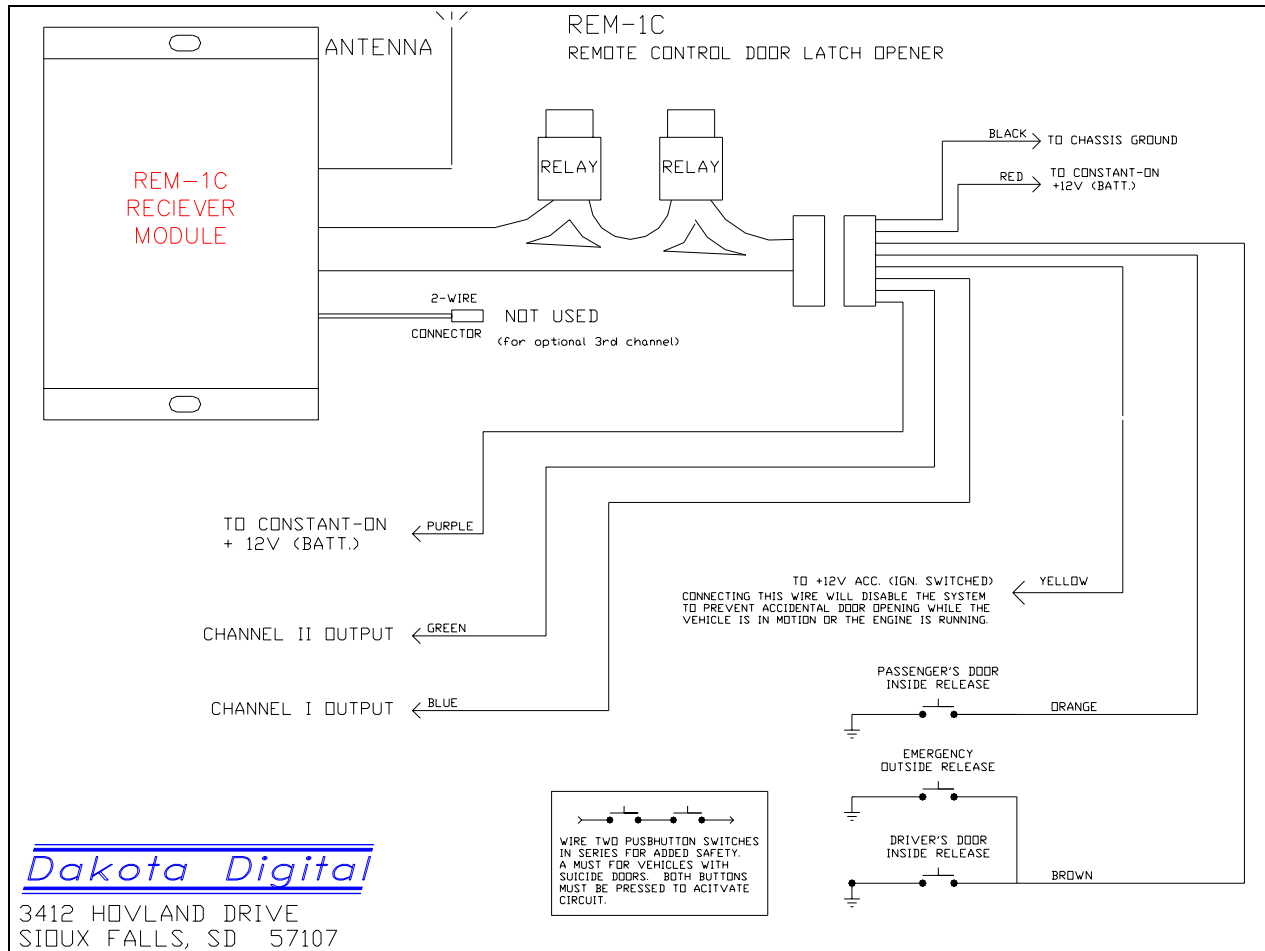 REM-1C
REMOTE CONTROL DOOR LATCH OPENER
ANTENNA
REM-1C
RECIEVER
MODULE
RELAY
RELAY
BLACK
TO CHASSIS GROUND
RED
TO CONSTANT-ON
+12V (BATT.)
2-WIRE
CONNECTOR
NOT USED
(for optional 3rd channel)
TO CONSTANT-ON
+ 12V (BATT.)
PURPLE
CHANNEL II OUTPUT
GREEN
CHANNEL I OUTPUT
BLUE
TO +12V ACC. (IGN. SWITCHED)
CONNECTING THIS WIRE WILL DISABLE THE SYSTEM
TO PREVENT ACCIDENTAL DOOR OPENING WHILE THE
VEHICLE IS IN MOTION OR THE ENGINE IS RUNNING.
YELLOW
PASSENGER'S DOOR
INSIDE RELEASE
ORANGE
EMERGENCY
OUTSIDE RELEASE
DRIVER'S DOOR
INSIDE RELEASE
BROWN
WIRE TWO PUSBHUTTON SWITCHES
IN SERIES FOR ADDED SAFETY.
A MUST FOR VEHICLES WITH
SUICIDE DOORS. BOTH BUTTONS
MUST BE PRESSED TO ACITVATE
CIRCUIT.
Dakota Digital
3412 HOVLAND DRIVE
SIOUX FALLS, SD 57107